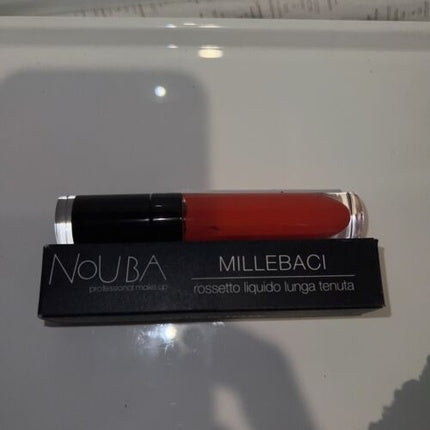 NOUBA
professional make up
MILLEBACI
rossetto liquido lunga tenuta